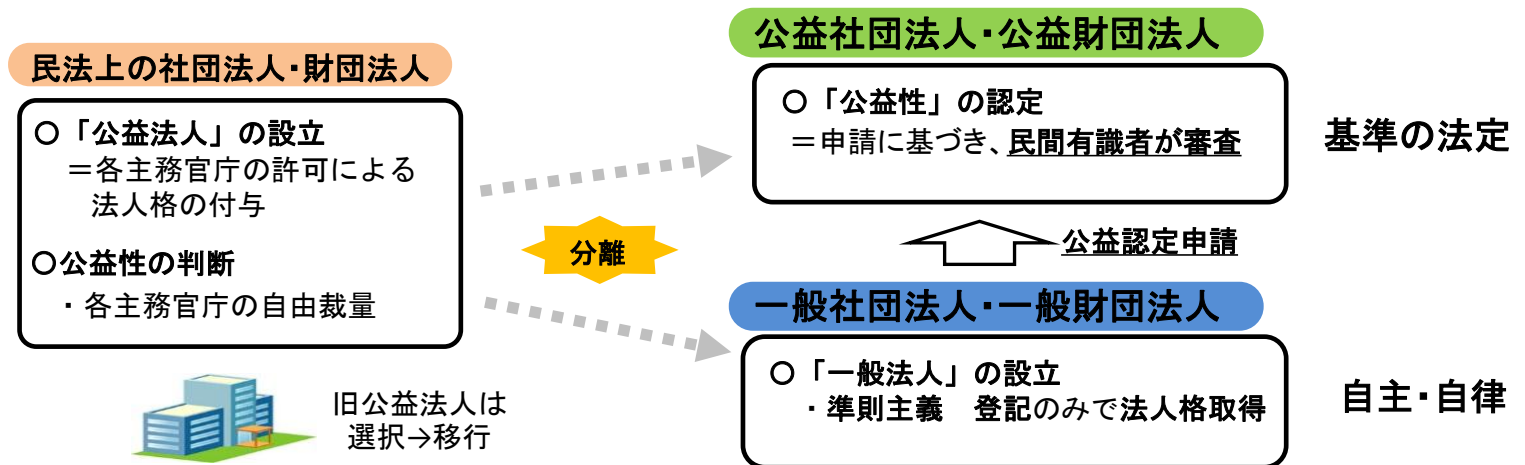 民法上の社団法人・財団法人
○「公益法人」の設立
＝各主務官庁の許可による
法人格の付与
○公益性の判断
・各主務官庁の自由裁量
旧公益法人は
選択→移行
分離
公益社団法人・公益財団法人
○「公益性」の認定
＝申請に基づき、民間有識者が審査
基準の法定
公益認定申請
一般社団法人・一般財団法人
○「一般法人」の設立
・準則主義　登記のみで法人格取得
自主・自律